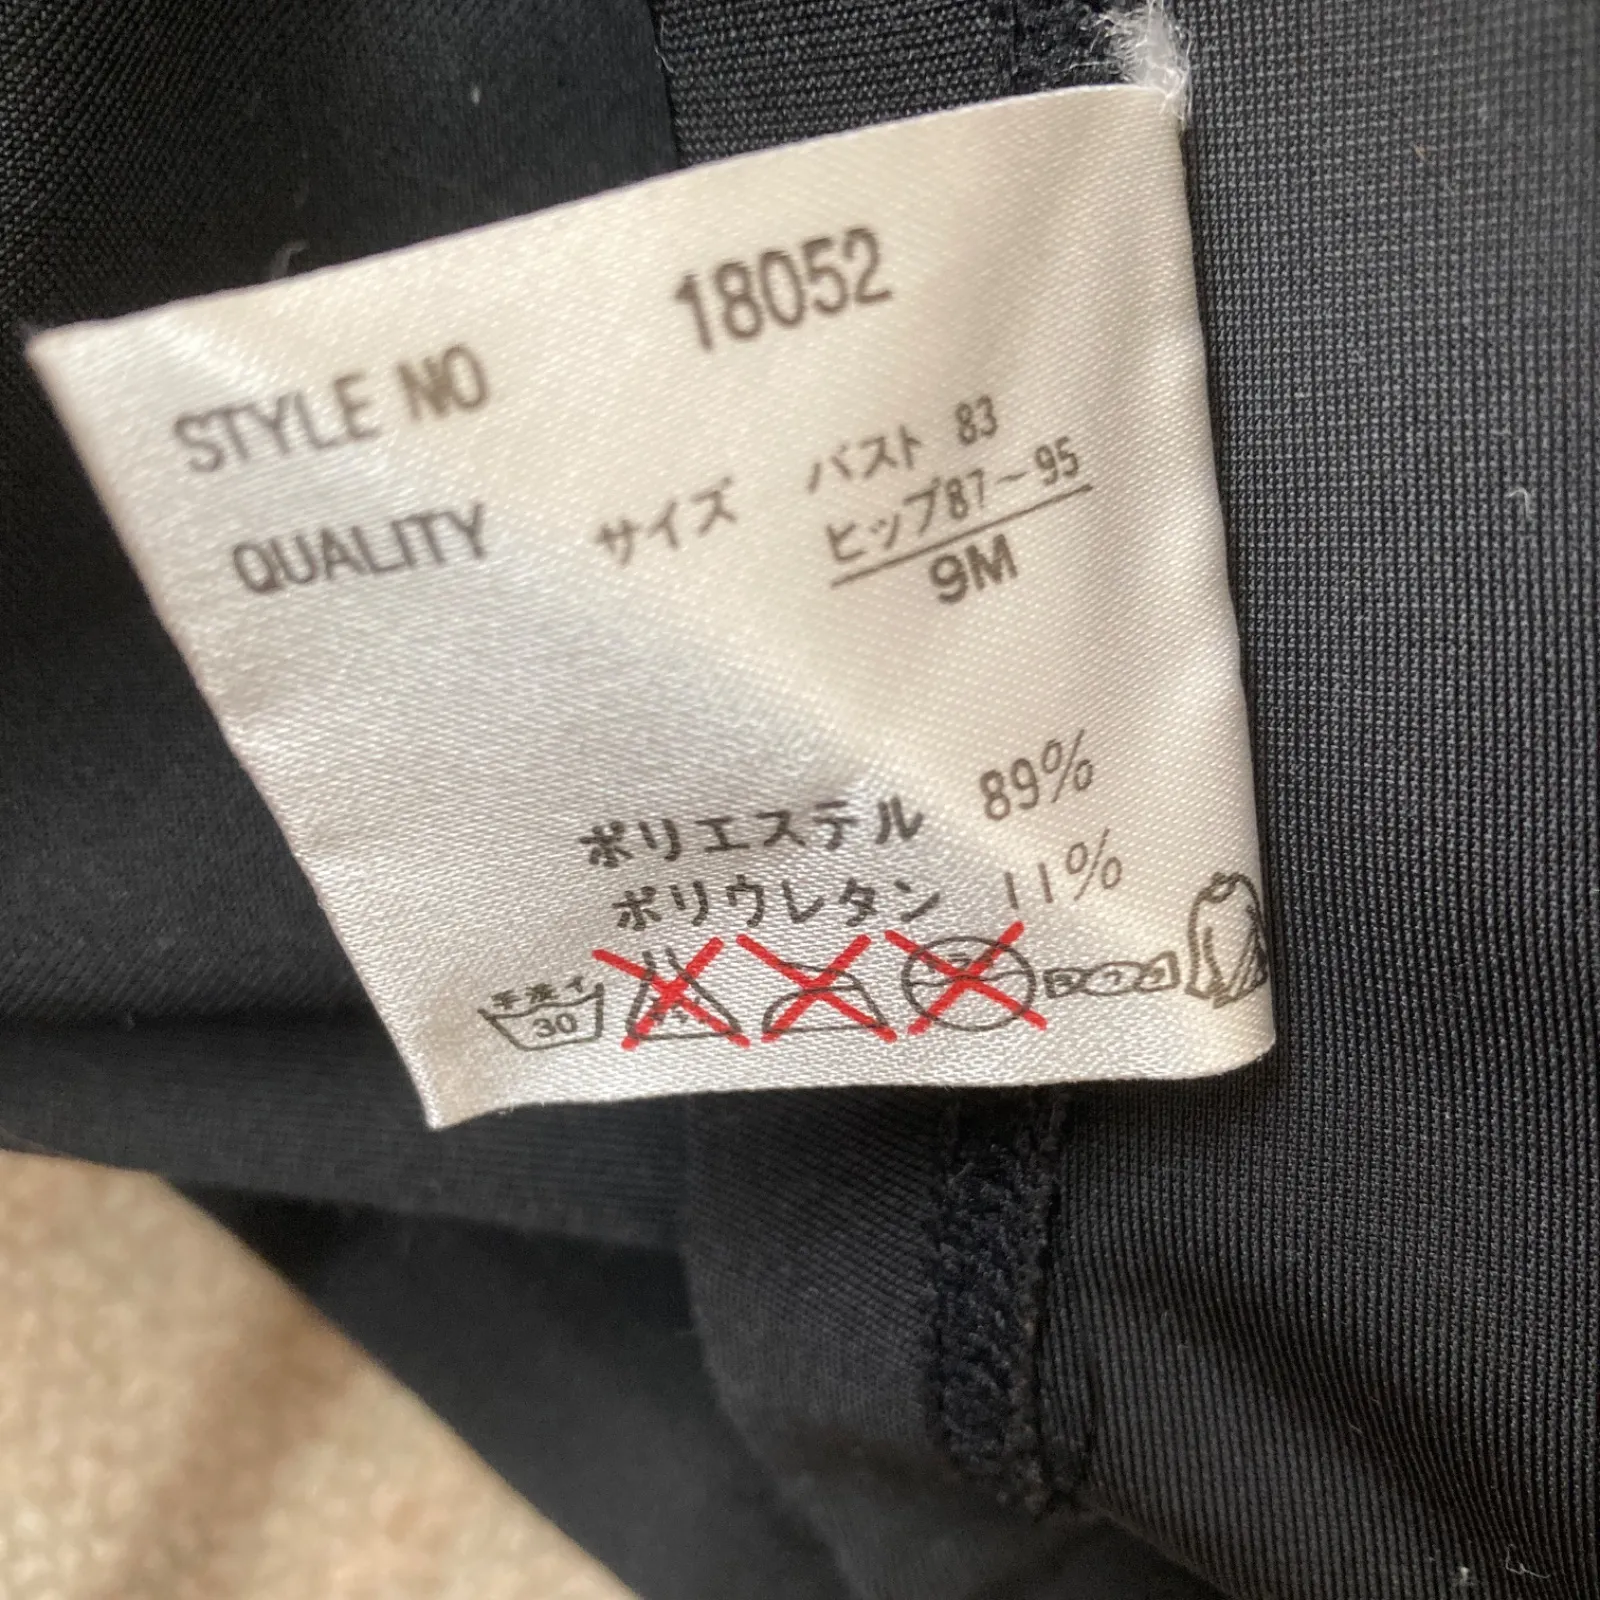 STYLE NO 18052
QUALITY サイズ バスト 83
ヒップ87～95
9M
ポリエステル 89%
ポリウレタン 11%
手洗イ
30